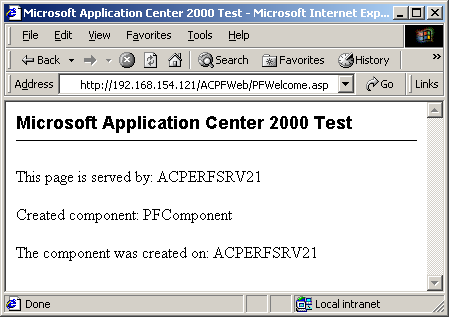 Microsoft Application Center 2000 Test - Microsoft Internet Exp...
File Edit View Favorites Tools Help
Back Search Favorites History
Address http://192.168.154.121/ACPFWeb/PFWelcome.asp Go Links
Microsoft Application Center 2000 Test
This page is served by: ACPERFSRV21
Created component: PFComponent
The component was created on: ACPERFSRV21
Done Local intranet